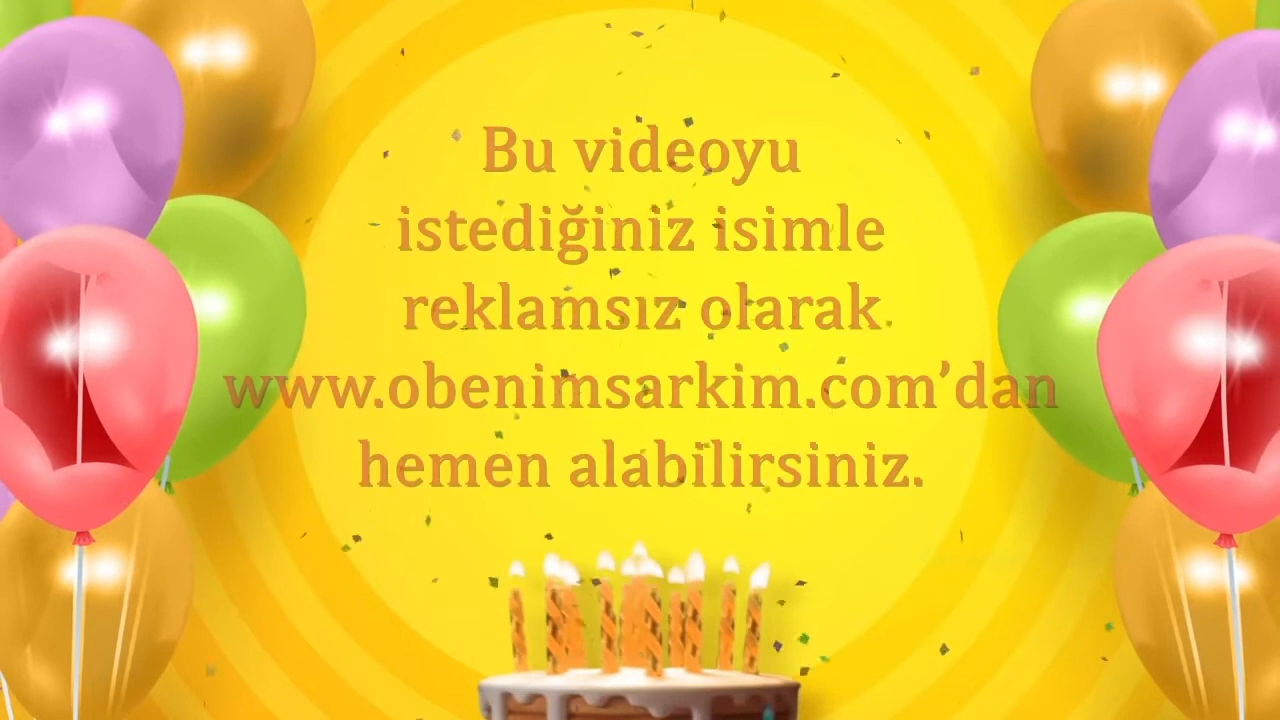 Bu videoyu
istediğiniz isimle
reklamsız olarak
www.obenimsarkim.com’dan
hemen alabilirsiniz.